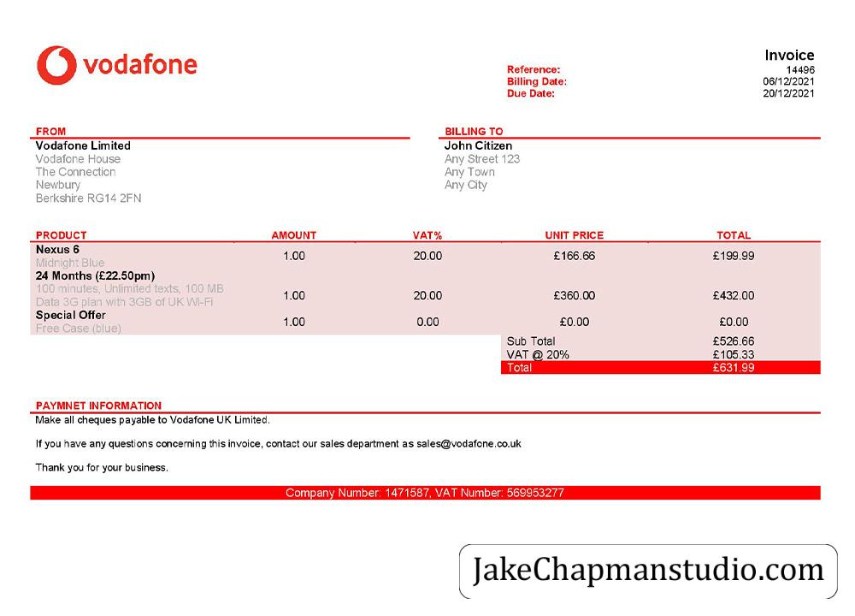 vodafone
Invoice
Reference: 14496
Billing Date: 06/12/2021
Due Date: 20/12/2021
FROM
Vodafone Limited
Vodafone House
The Connection
Newbury
Berkshire RG14 2FN
BILLING TO
John Citizen
Any Street 123
Any Town
Any City
PRODUCT AMOUNT VAT% UNIT PRICE TOTAL
Nexus 6
Midnight Blue
1.00 20.00 £166.66 £199.99
24 Months (£22.50pm)
100 minutes, Unlimited texts, 100 MB
Data 3G plan with 3GB of UK Wi-Fi
1.00 20.00 £360.00 £432.00
Special Offer
Free Case (blue)
1.00 0.00 £0.00 £0.00
Sub Total £526.66
VAT @ 20% £105.33
Total £631.99
PAYMNET INFORMATION
Make all cheques payable to Vodafone UK Limited.
If you have any questions concerning this invoice, contact our sales department as sales@vodafone.co.uk
Thank you for your business.
Company Number: 1471587, VAT Number: 569953277
JakeChapmanstudio.com